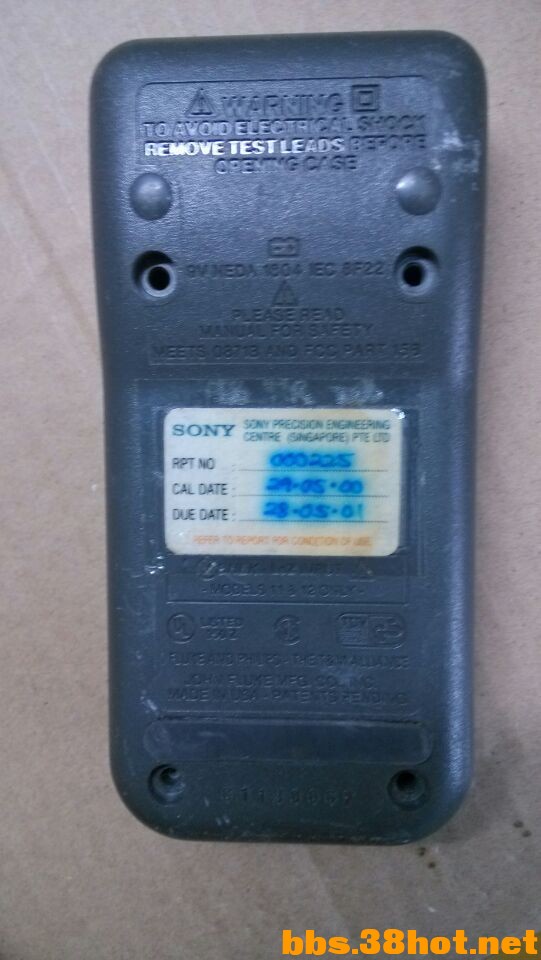 WARNING
TO AVOID ELECTRICAL SHOCK
REMOVE TEST LEADS BEFORE
OPENING CASE
9V NEDA 1604 IEC 6F22
PLEASE READ
MANUAL FOR SAFETY
MEETS 0871B AND FCC PART 15B
SONY
SONY PRECISION ENGINEERING
CENTRE (SINGAPORE) PTE LTD
RPT NO : 000225
CAL DATE : 29·05·00
DUE DATE : 28·05·01
REFER TO REPORT FOR CONDITION OF USE
INPUT
- MODELS 11 & 12 ONLY -
UL LISTED
TUV GS
FLUKE AND PHILIPS - THE T&M ALLIANCE
JOHN FLUKE MFG. CO., INC.
MADE IN USA - PATENTS PENDING
bbs.38hot.net